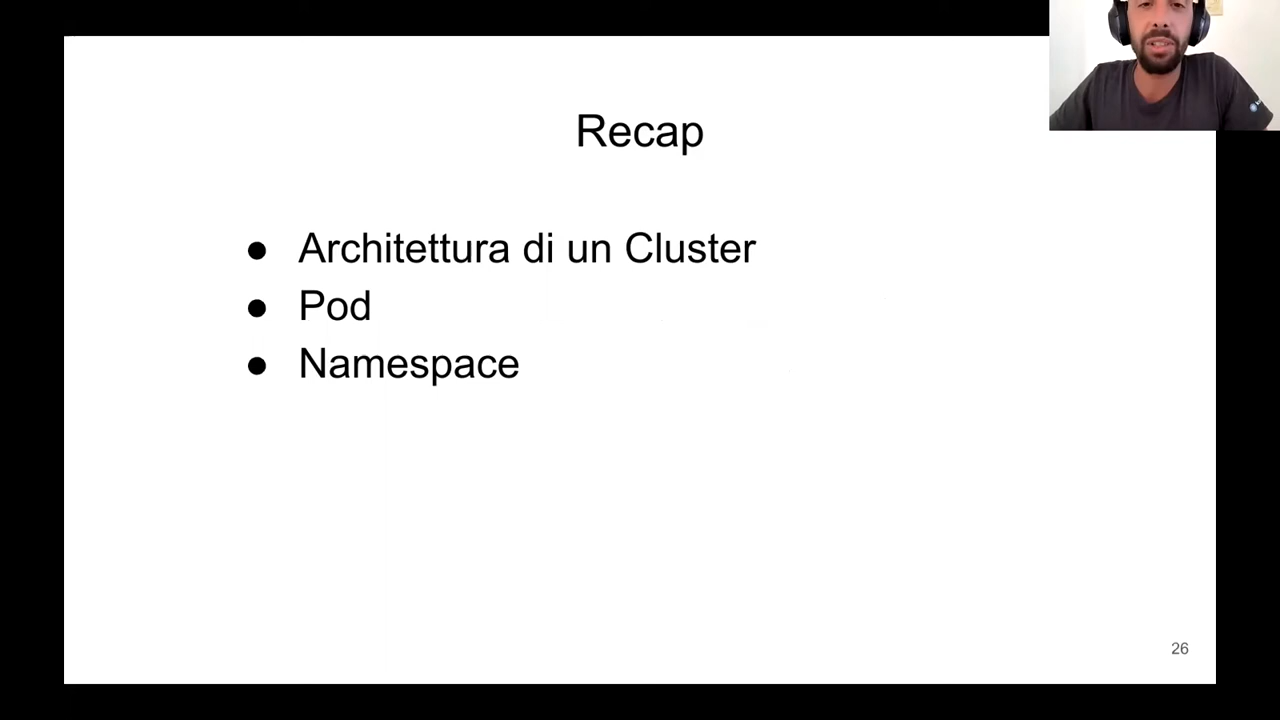 Recap
● Architettura di un Cluster
● Pod
● Namespace
26